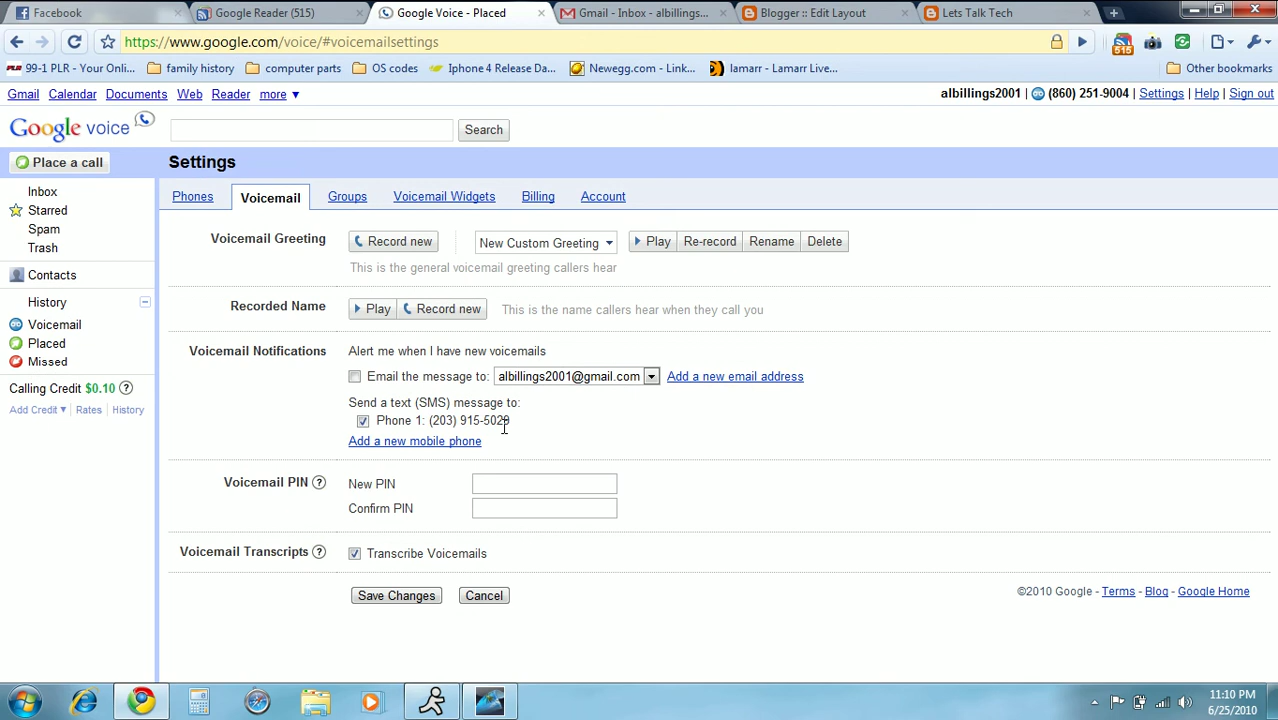 Facebook
Google Reader (515)
Google Voice - Placed
Gmail - Inbox - albillings...
Blogger :: Edit Layout
Lets Talk Tech
https://www.google.com/voice/#voicemailsettings
515
99-1 PLR - Your Onli...
family history
computer parts
OS codes
Iphone 4 Release Da...
Newegg.com - Link...
lamarr - Lamarr Live...
Other bookmarks
Gmail Calendar Documents Web Reader more ▼
albillings2001 | (860) 251-9004 | Settings | Help | Sign out
Google voice
Search
Place a call
Settings
Inbox
Starred
Spam
Trash
Contacts
History
Voicemail
Placed
Missed
Calling Credit $0.10 ?
Add Credit ▼ Rates History
Phones Voicemail Groups Voicemail Widgets Billing Account
Voicemail Greeting Record new New Custom Greeting Play Re-record Rename Delete
This is the general voicemail greeting callers hear
Recorded Name Play Record new This is the name callers hear when they call you
Voicemail Notifications Alert me when I have new voicemails
Email the message to: albillings2001@gmail.com Add a new email address
Send a text (SMS) message to:
Phone 1: (203) 915-5029
Add a new mobile phone
Voicemail PIN ? New PIN
Confirm PIN
Voicemail Transcripts ? Transcribe Voicemails
Save Changes Cancel
©2010 Google - Terms - Blog - Google Home
11:10 PM
6/25/2010